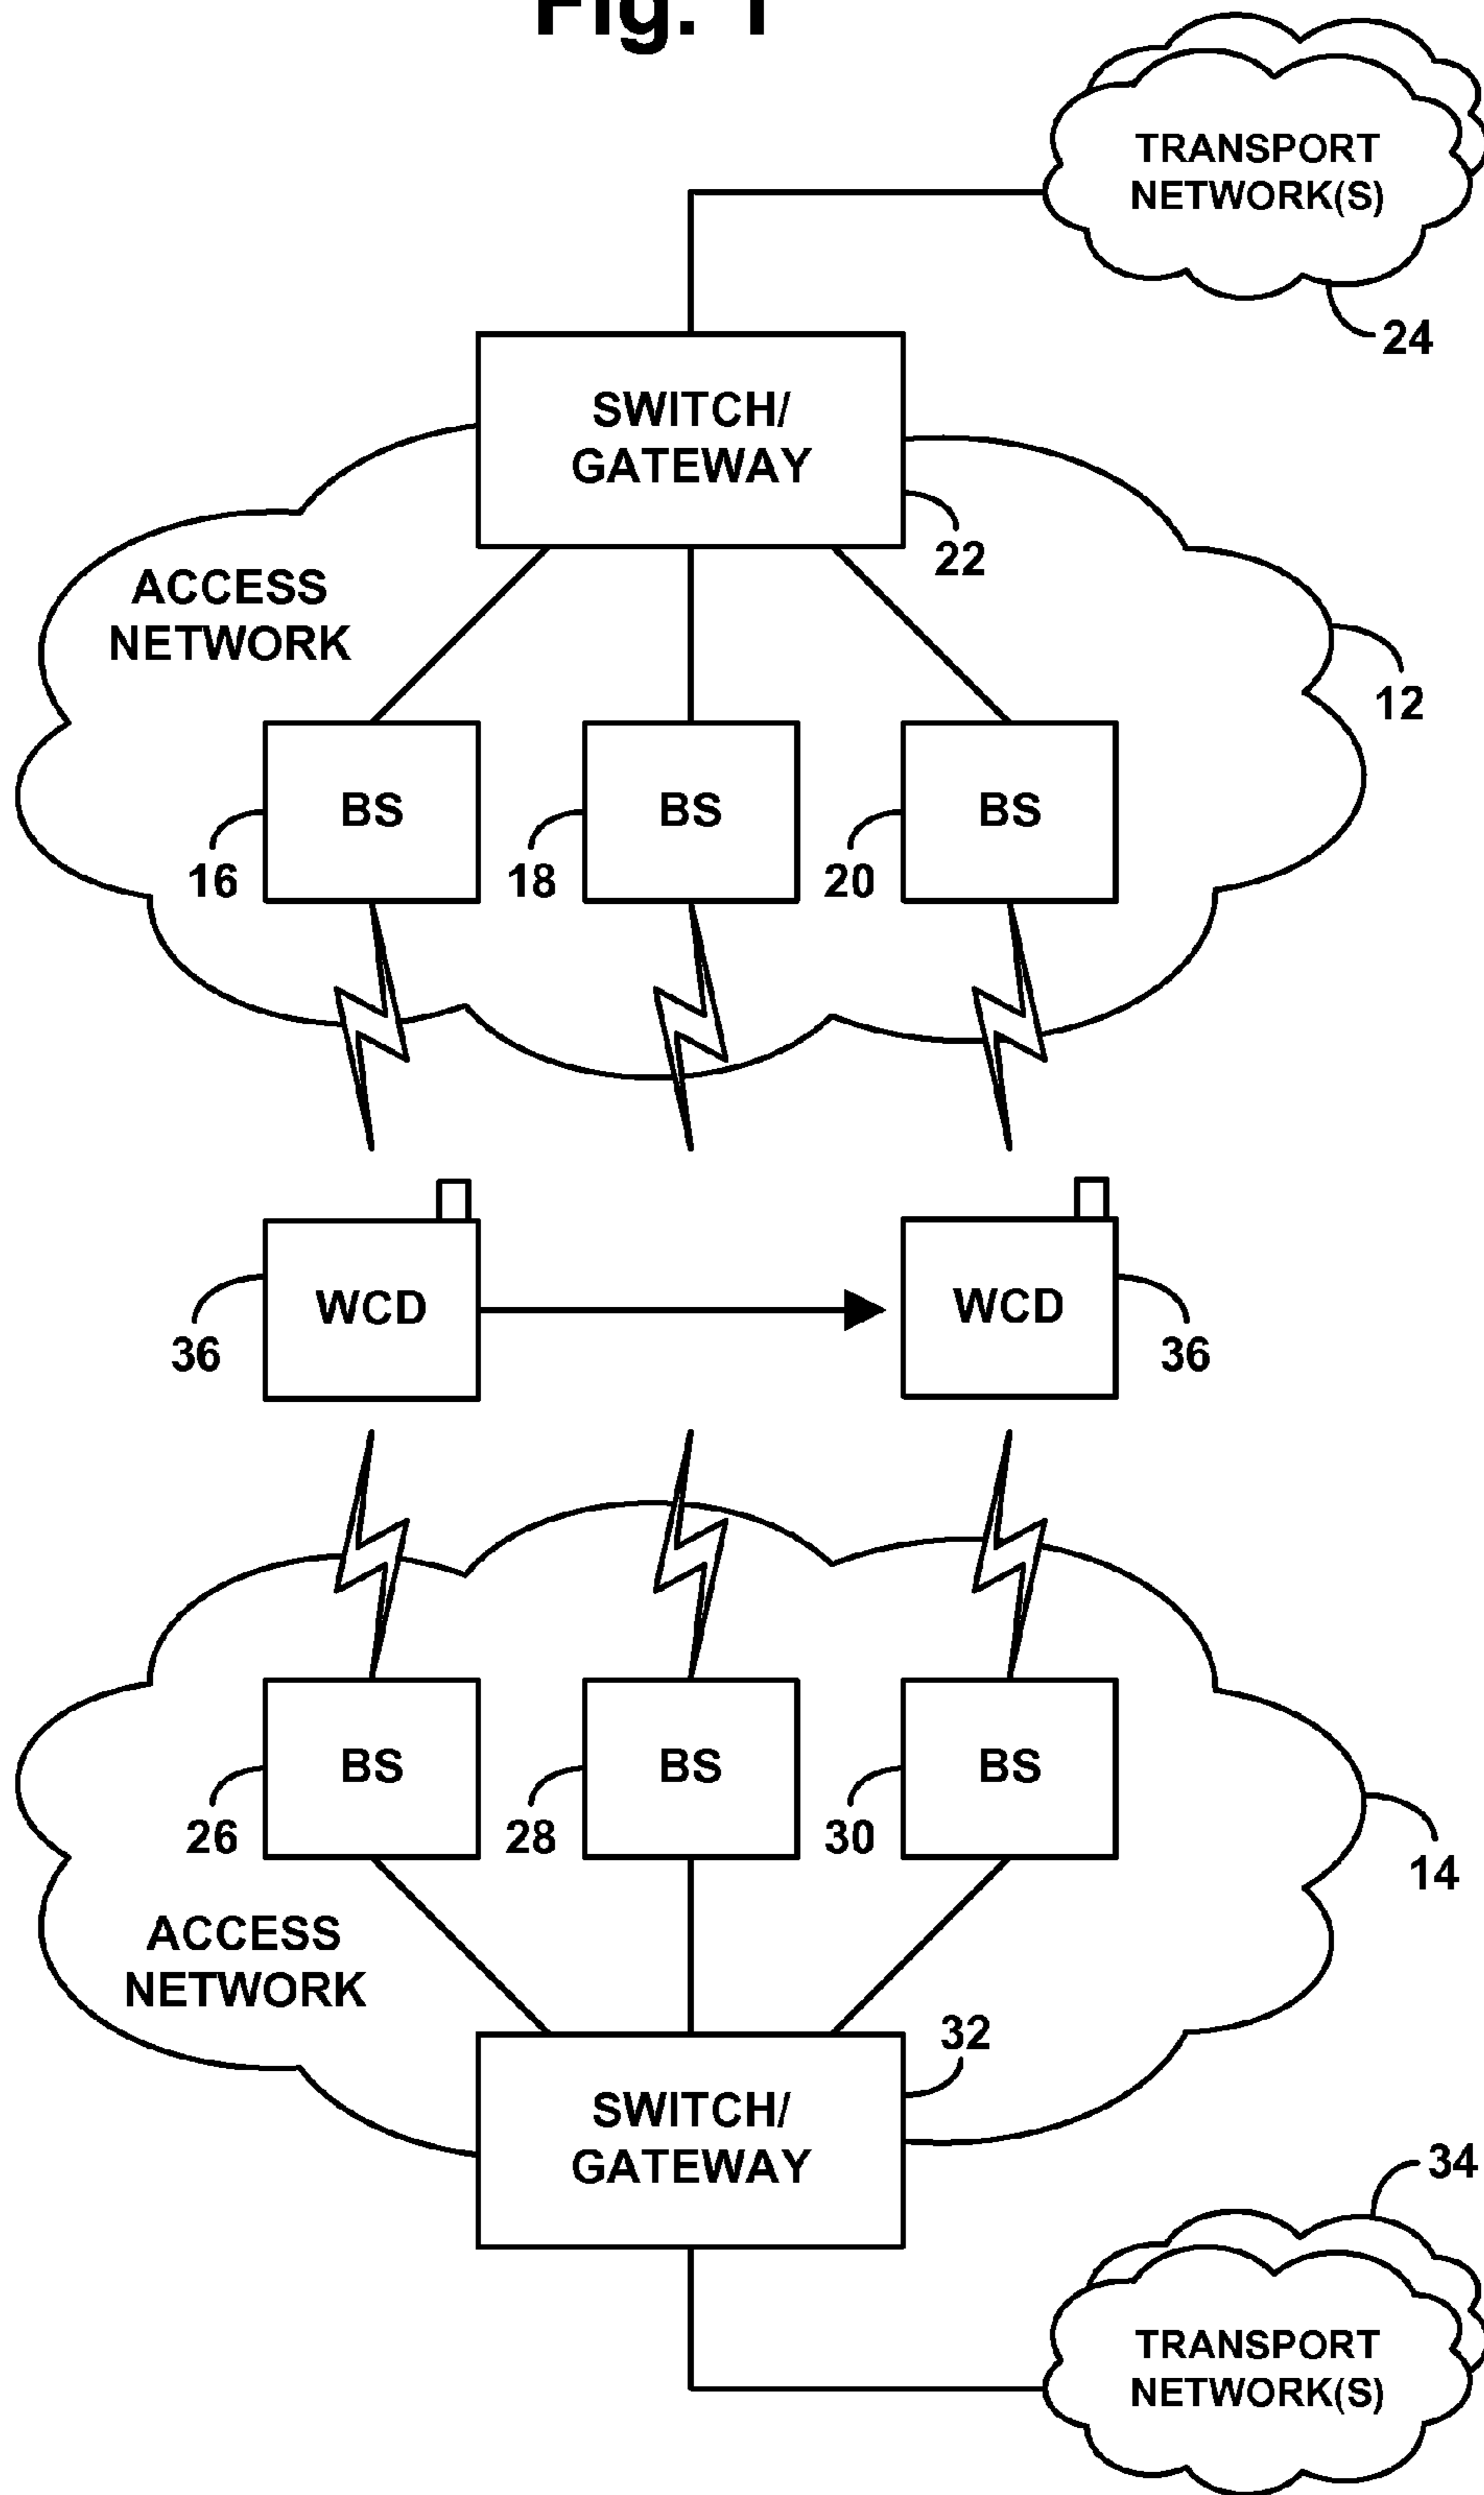 Fig. 1
TRANSPORT
NETWORK(S)
24
SWITCH/
GATEWAY
22
ACCESS
NETWORK
12
BS
BS
BS
16
18
20
WCD
WCD
36
36
BS
BS
BS
26
28
30
14
ACCESS
NETWORK
32
SWITCH/
GATEWAY
34
TRANSPORT
NETWORK(S)